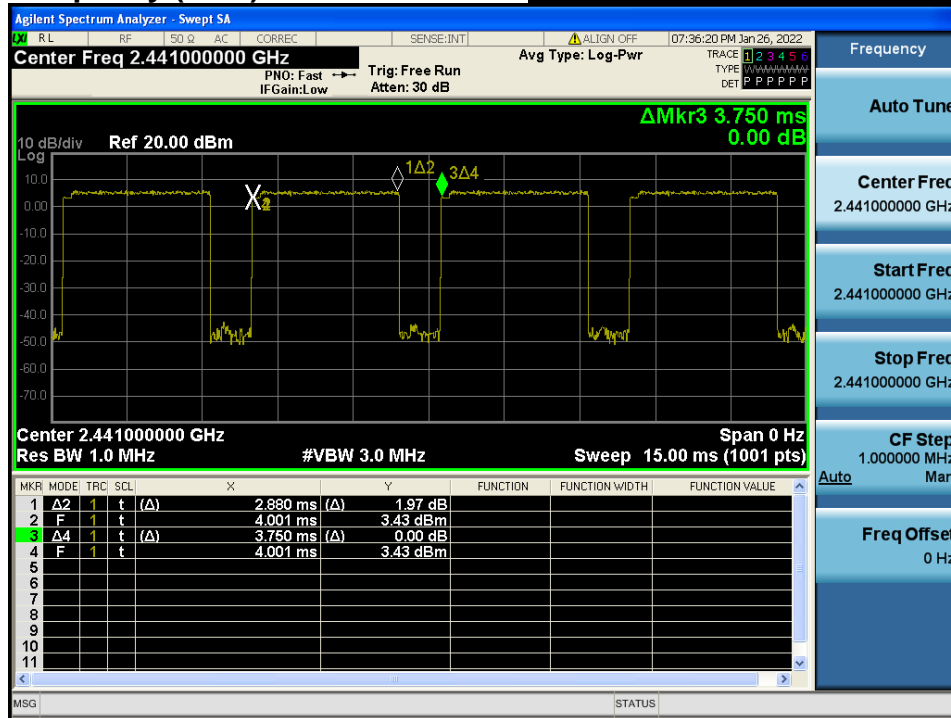 Agilent Spectrum Analyzer - Swept SA
LXI RL RF 50 Ω AC CORREC SENSE:INT ALIGN OFF 07:36:20 PM Jan 26, 2022
Center Freq 2.441000000 GHz Avg Type: Log-Pwr TRACE 1 2 3 4 5 6
PNO: Fast Trig: Free Run TYPE WWWWWW
IFGain:Low Atten: 30 dB DET P P P P P P
Frequency
Auto Tune
Center Freq
2.441000000 GHz
Start Freq
2.441000000 GHz
Stop Freq
2.441000000 GHz
CF Step
1.000000 MHz
Auto Man
Freq Offset
0 Hz
ΔMkr3 3.750 ms
0.00 dB
10 dB/div Ref 20.00 dBm
Log
1Δ2 3Δ4
10.0
0.00
-10.0
-20.0
-30.0
-40.0
-50.0
-60.0
-70.0
Center 2.441000000 GHz Span 0 Hz
Res BW 1.0 MHz #VBW 3.0 MHz Sweep 15.00 ms (1001 pts)
MKR MODE TRC SCL X Y FUNCTION FUNCTION WIDTH FUNCTION VALUE
1 Δ2 1 t (Δ) 2.880 ms (Δ) 1.97 dB
2 F 1 t 4.001 ms 3.43 dBm
3 Δ4 1 t (Δ) 3.750 ms (Δ) 0.00 dB
4 F 1 t 4.001 ms 3.43 dBm
5
6
7
8
9
10
11
MSG STATUS